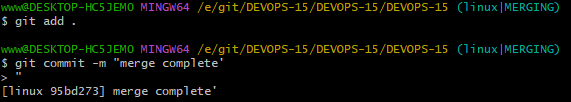 www@DESKTOP-HC5JEMO MINGW64 /e/git/DEVOPS-15/DEVOPS-15/DEVOPS-15 (linux|MERGING)
$ git add .
www@DESKTOP-HC5JEMO MINGW64 /e/git/DEVOPS-15/DEVOPS-15/DEVOPS-15 (linux|MERGING)
$ git commit -m "merge complete'
> "
[linux 95bd273] merge complete'